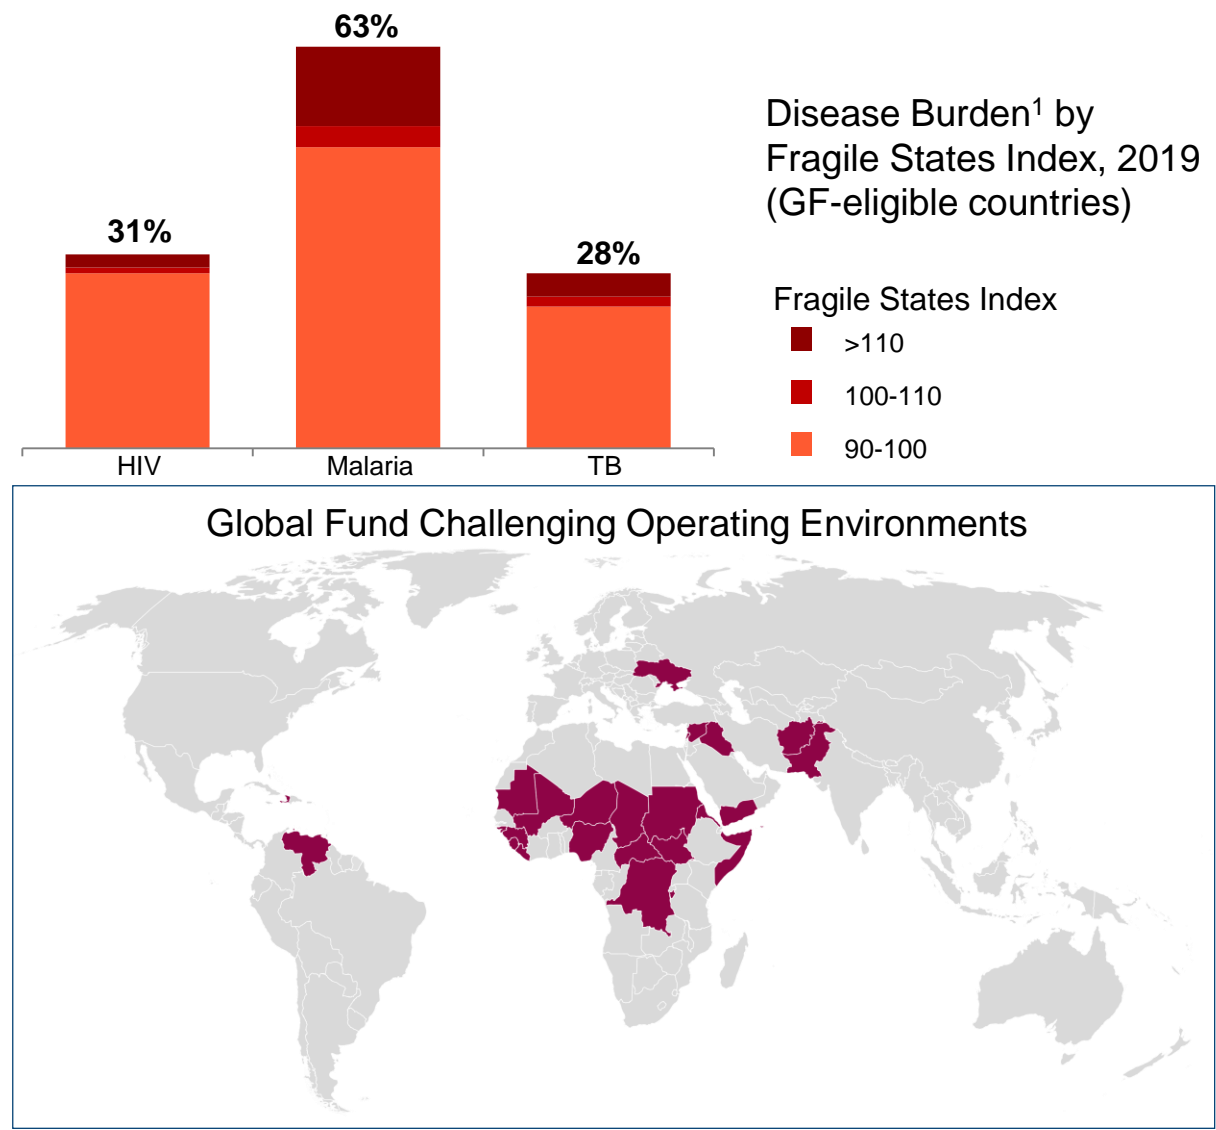 63%
31%
28%
HIV
Malaria
TB
Disease Burden¹ by
Fragile States Index, 2019
(GF-eligible countries)
Fragile States Index
>110
100-110
90-100
Global Fund Challenging Operating Environments